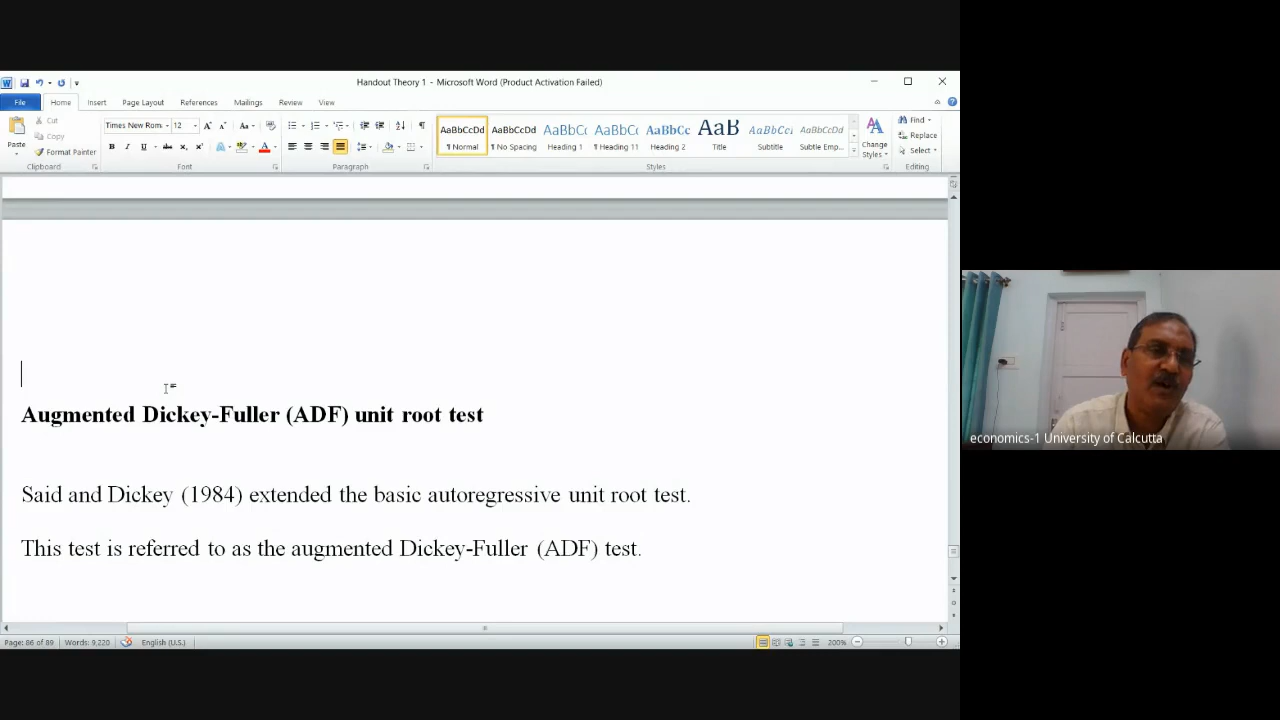 Handout Theory 1 - Microsoft Word (Product Activation Failed)
File Home Insert Page Layout References Mailings Review View
Cut
Copy
Format Painter
Paste
Clipboard
Times New Rom 12
Font
Paragraph
AaBbCcDd AaBbCcDd AaBbCc AaBbCc AaBbCc AaB AaBbCcI AaBbCcDd
¶ Normal ¶ No Spacing Heading 1 ¶ Heading 11 Heading 2 Title Subtitle Subtle Emp...
Styles
Change
Styles
Find
Replace
Select
Editing
Augmented Dickey-Fuller (ADF) unit root test
Said and Dickey (1984) extended the basic autoregressive unit root test.
This test is referred to as the augmented Dickey-Fuller (ADF) test.
Page: 86 of 89 Words: 9,220 English (U.S.) 200%
economics-1 University of Calcutta